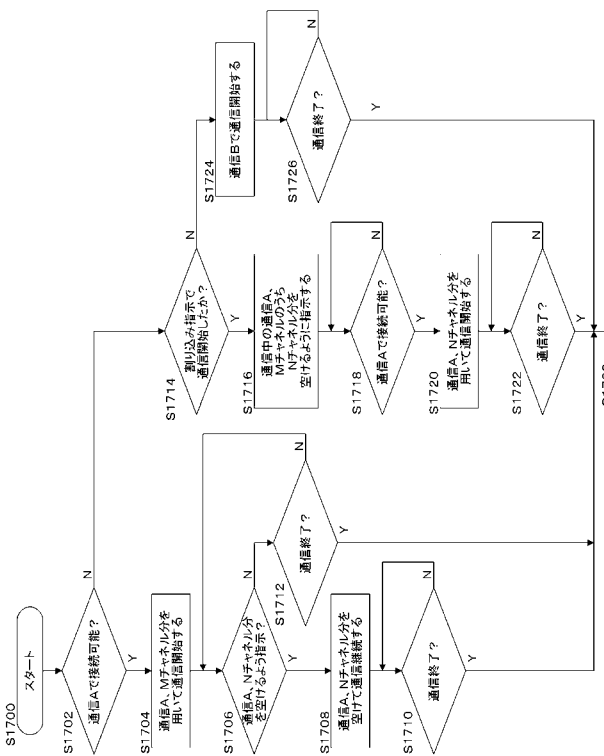 S1700
スタート
S1702
通信Aで接続可能？
N
Y
S1704
通信A、Mチャネル分を
用いて通信開始する
S1706
通信A、Nチャネル分
を空けるよう指示？
N
Y
S1708
通信A、Nチャネル分を
空けて通信継続する
S1710
通信終了？
N
Y
S1712
通信終了？
N
Y
S1714
割り込み指示で
通信開始したか？
N
Y
S1716
通信中の通信A、
Mチャネルのうち
Nチャネル分を
空けるように指示する
S1718
通信Aで接続可能？
N
Y
S1720
通信A、Nチャネル分を
用いて通信開始する
S1722
通信終了？
N
Y
S1724
通信Bで通信開始する
S1726
通信終了？
N
Y